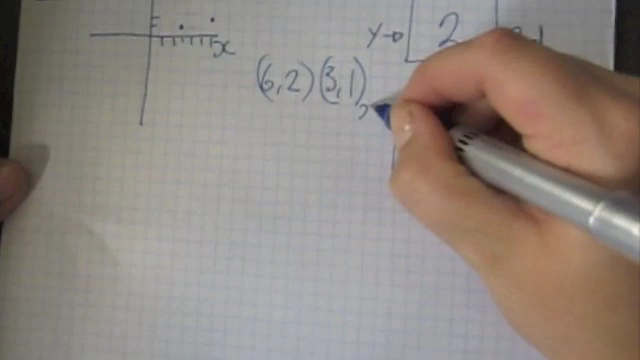 y→ 2
x
(6,2)(3,1),